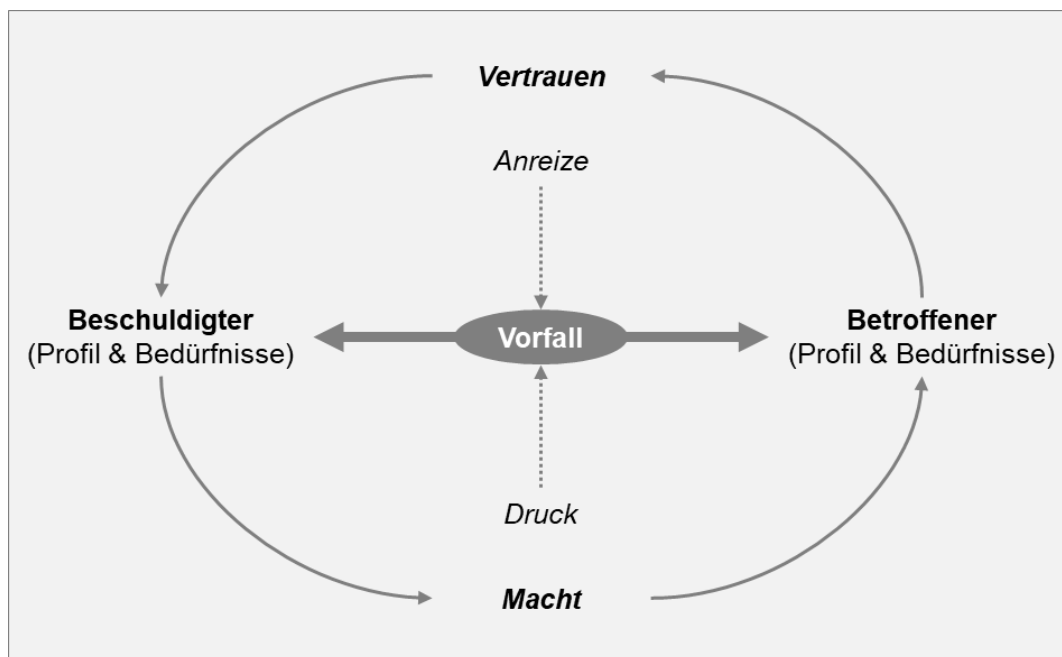 Vertrauen
Anreize
Beschuldigter
(Profil & Bedürfnisse)
Vorfall
Betroffener
(Profil & Bedürfnisse)
Druck
Macht